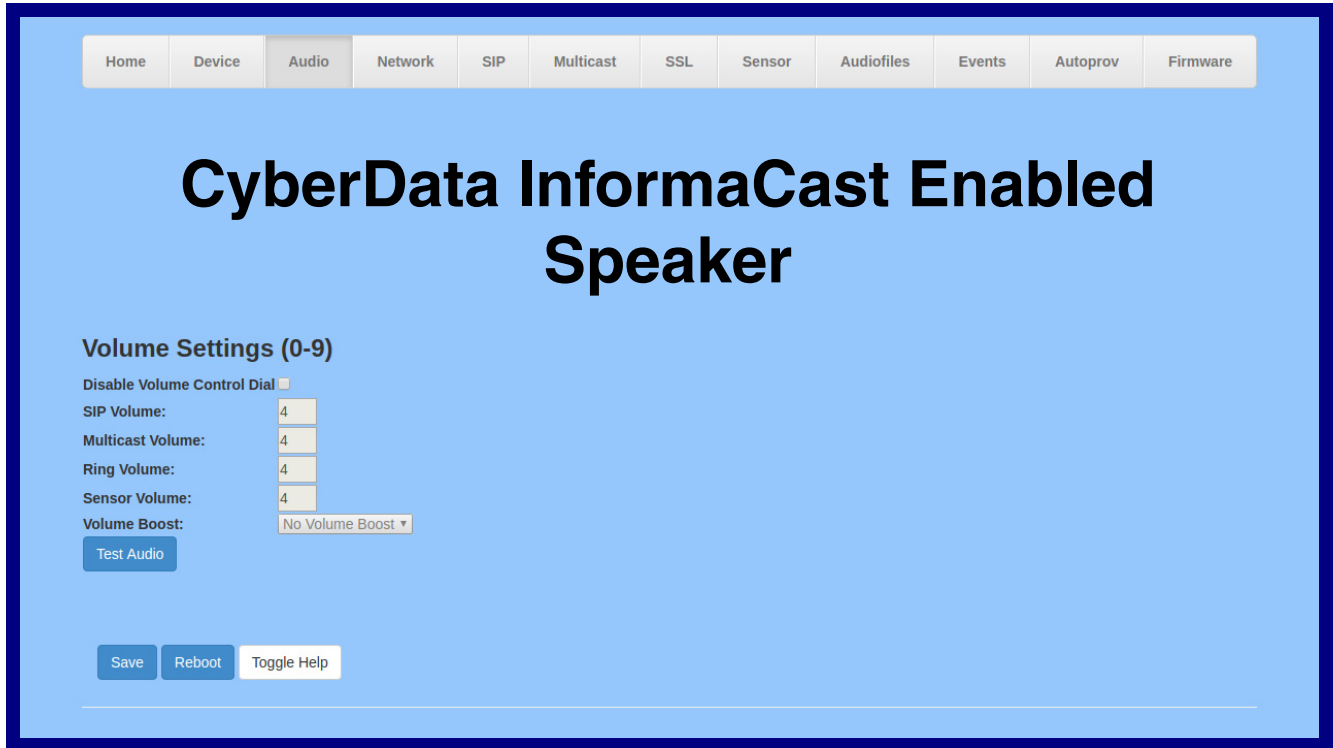 Home Device Audio Network SIP Multicast SSL Sensor Audiofiles Events Autoprov Firmware
CyberData InformaCast Enabled
Speaker
Volume Settings (0-9)
Disable Volume Control Dial
SIP Volume: 4
Multicast Volume: 4
Ring Volume: 4
Sensor Volume: 4
Volume Boost: No Volume Boost
Test Audio
Save Reboot Toggle Help